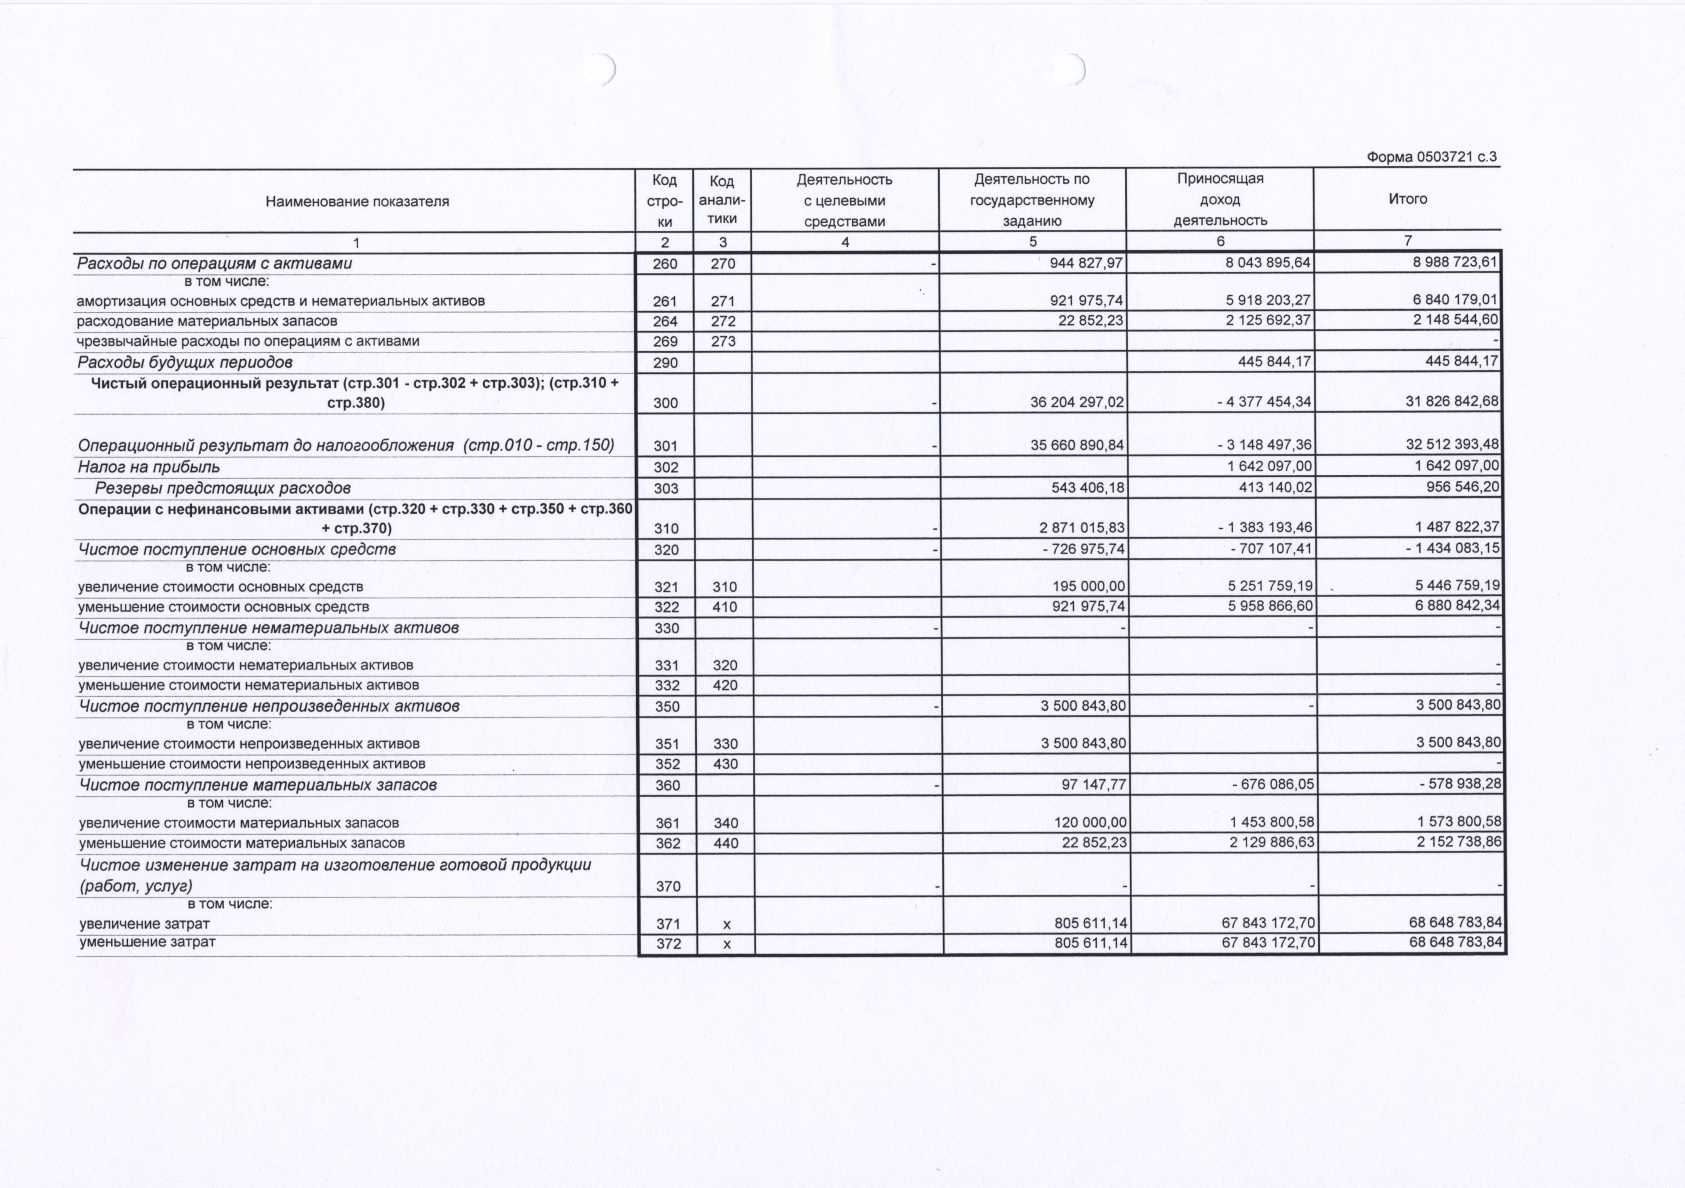 Форма 0503721 с.3
Наименование показателя | Код стро-ки | Код анали-тики | Деятельность с целевыми средствами | Деятельность по государственному заданию | Приносящая доход деятельность | Итого
1 | 2 | 3 | 4 | 5 | 6 | 7
Расходы по операциям с активами | 260 | 270 | - | 944 827,97 | 8 043 895,64 | 8 988 723,61
в том числе:
амортизация основных средств и нематериальных активов | 261 | 271 | | 921 975,74 | 5 918 203,27 | 6 840 179,01
расходование материальных запасов | 264 | 272 | | 22 852,23 | 2 125 692,37 | 2 148 544,60
чрезвычайные расходы по операциям с активами | 269 | 273 | | | | -
Расходы будущих периодов | 290 | | | | 445 844,17 | 445 844,17
Чистый операционный результат (стр.301 - стр.302 + стр.303); (стр.310 +
стр.380) | 300 | | - | 36 204 297,02 | - 4 377 454,34 | 31 826 842,68
Операционный результат до налогообложения (стр.010 - стр.150) | 301 | | - | 35 660 890,84 | - 3 148 497,36 | 32 512 393,48
Налог на прибыль | 302 | | | | 1 642 097,00 | 1 642 097,00
Резервы предстоящих расходов | 303 | | | 543 406,18 | 413 140,02 | 956 546,20
Операции с нефинансовыми активами (стр.320 + стр.330 + стр.350 + стр.360
+ стр.370) | 310 | | - | 2 871 015,83 | - 1 383 193,46 | 1 487 822,37
Чистое поступление основных средств | 320 | | - | - 726 975,74 | - 707 107,41 | - 1 434 083,15
в том числе:
увеличение стоимости основных средств | 321 | 310 | | 195 000,00 | 5 251 759,19 | 5 446 759,19
уменьшение стоимости основных средств | 322 | 410 | | 921 975,74 | 5 958 866,60 | 6 880 842,34
Чистое поступление нематериальных активов | 330 | | - | - | - | -
в том числе:
увеличение стоимости нематериальных активов | 331 | 320 | | | | -
уменьшение стоимости нематериальных активов | 332 | 420 | | | | -
Чистое поступление непроизведенных активов | 350 | | - | 3 500 843,80 | - | 3 500 843,80
в том числе:
увеличение стоимости непроизведенных активов | 351 | 330 | | 3 500 843,80 | | 3 500 843,80
уменьшение стоимости непроизведенных активов | 352 | 430 | | | | -
Чистое поступление материальных запасов | 360 | | - | 97 147,77 | - 676 086,05 | - 578 938,28
в том числе:
увеличение стоимости материальных запасов | 361 | 340 | | 120 000,00 | 1 453 800,58 | 1 573 800,58
уменьшение стоимости материальных запасов | 362 | 440 | | 22 852,23 | 2 129 886,63 | 2 152 738,86
Чистое изменение затрат на изготовление готовой продукции
(работ, услуг) | 370 | | - | - | - | -
в том числе:
увеличение затрат | 371 | х | | 805 611,14 | 67 843 172,70 | 68 648 783,84
уменьшение затрат | 372 | х | | 805 611,14 | 67 843 172,70 | 68 648 783,84